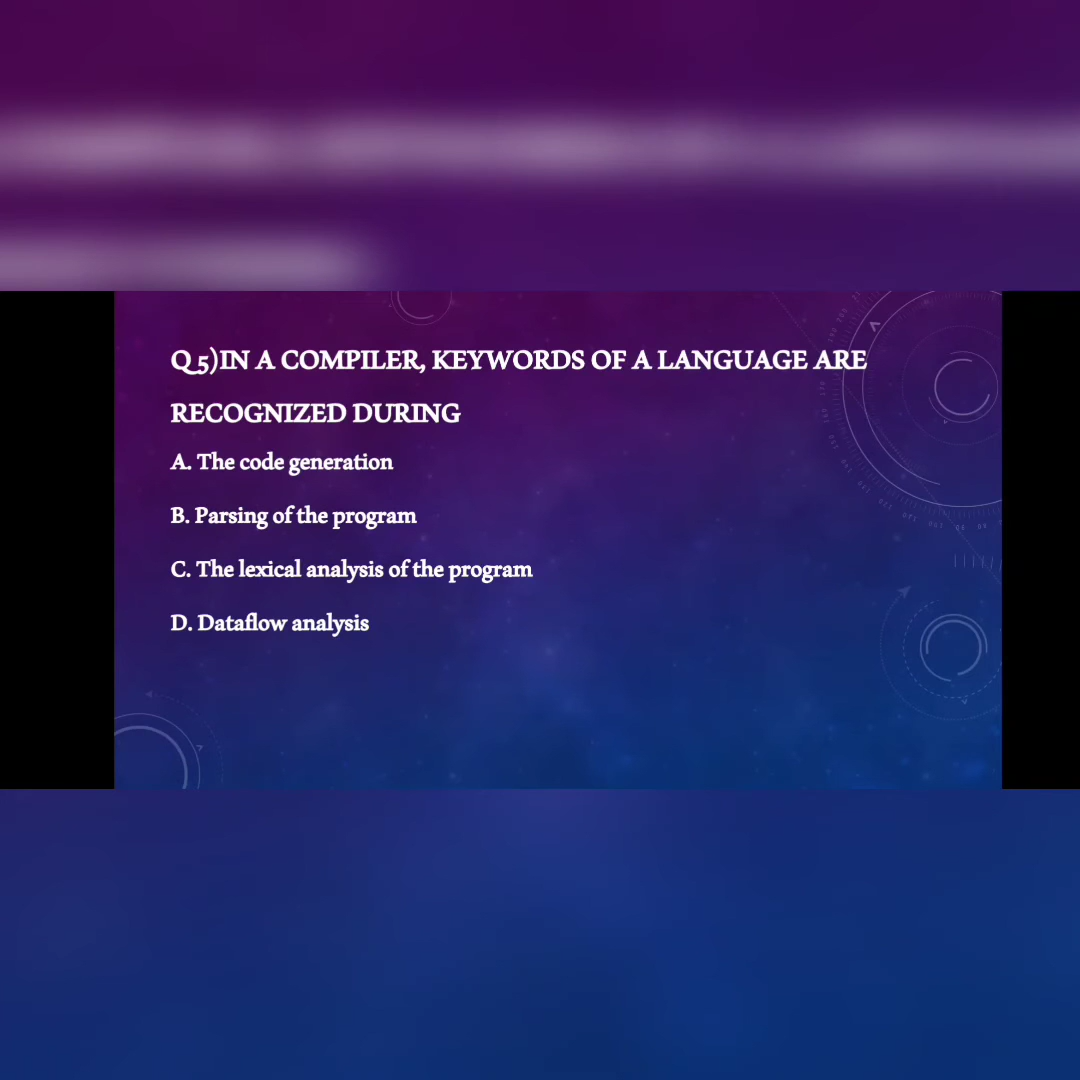 Q 5)IN A COMPILER, KEYWORDS OF A LANGUAGE ARE
RECOGNIZED DURING
A. The code generation
B. Parsing of the program
C. The lexical analysis of the program
D. Dataflow analysis